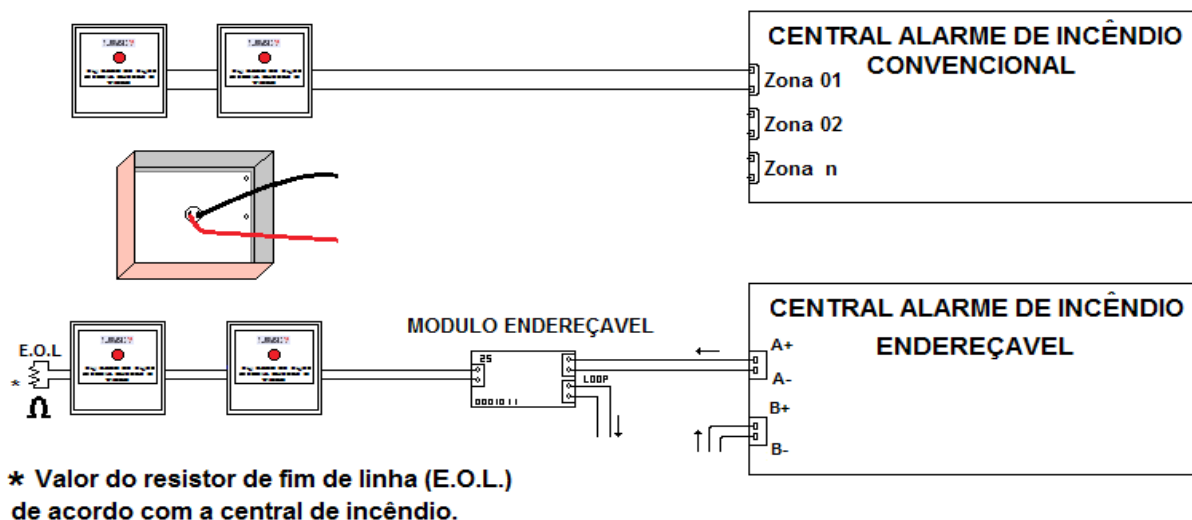 CENTRAL ALARME DE INCÊNDIO
CONVENCIONAL
Zona 01
Zona 02
Zona n
CENTRAL ALARME DE INCÊNDIO
ENDEREÇAVEL
MODULO ENDEREÇAVEL
A+
A-
B+
B-
25
LOOP
0001011
E.O.L
*
Ω
* Valor do resistor de fim de linha (E.O.L.)
de acordo com a central de incêndio.